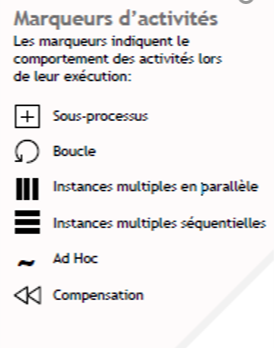 Marqueurs d’activités
Les marqueurs indiquent le
comportement des activités lors
de leur exécution:
Sous-processus
Boucle
Instances multiples en parallèle
Instances multiples séquentielles
Ad Hoc
Compensation